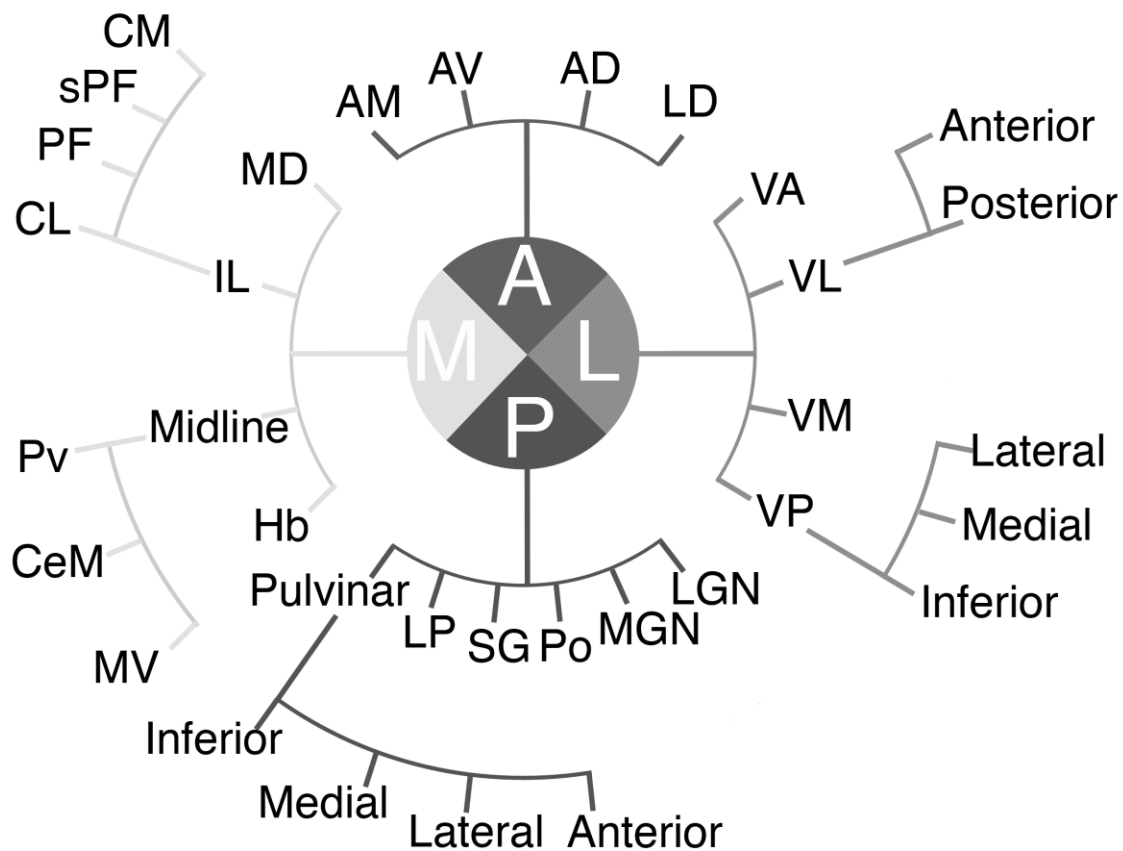 CM
sPF
PF
CL
IL
MD
AM
AV
AD
LD
VA
VL
Anterior
Posterior
A
M
L
P
VM
VP
Lateral
Medial
Inferior
Midline
Pv
CeM
MV
Hb
Pulvinar
LP
SG
Po
MGN
LGN
Inferior
Medial
Lateral
Anterior